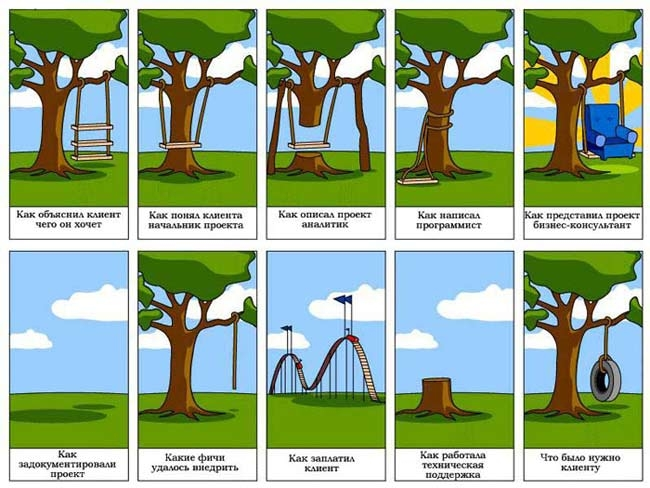 Как объяснил клиент
чего он хочет
Как понял клиента
начальник проекта
Как описал проект
аналитик
Как написал
программист
Как представил проект
бизнес-консультант
Как
задокументировали
проект
Какие фичи
удалось внедрить
Как заплатил
клиент
Как работала
техническая
поддержка
Что было нужно
клиенту